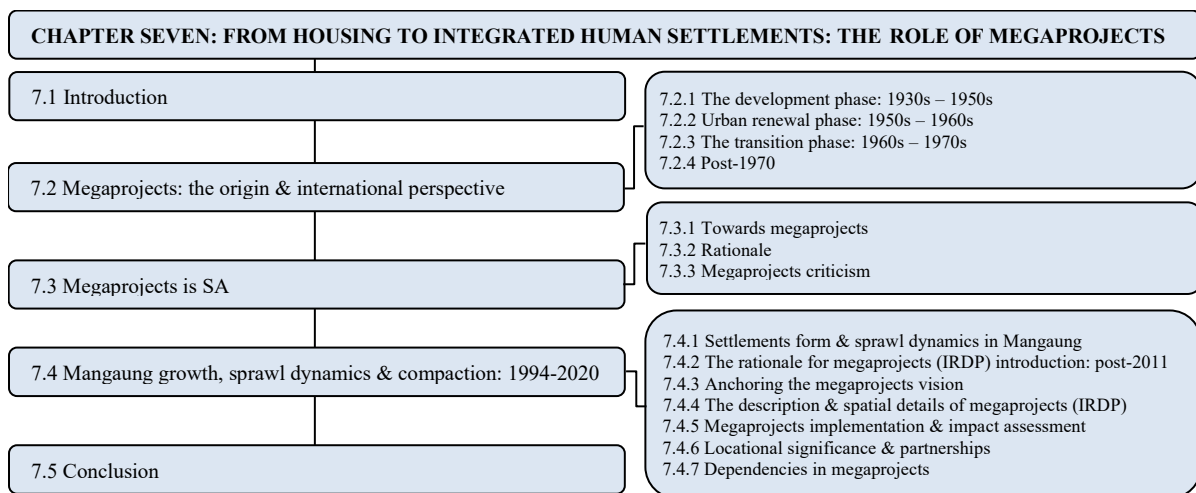 CHAPTER SEVEN: FROM HOUSING TO INTEGRATED HUMAN SETTLEMENTS: THE ROLE OF MEGAPROJECTS
7.1 Introduction
7.2 Megaprojects: the origin & international perspective
7.2.1 The development phase: 1930s – 1950s
7.2.2 Urban renewal phase: 1950s – 1960s
7.2.3 The transition phase: 1960s – 1970s
7.2.4 Post-1970
7.3 Megaprojects is SA
7.3.1 Towards megaprojects
7.3.2 Rationale
7.3.3 Megaprojects criticism
7.4 Mangaung growth, sprawl dynamics & compaction: 1994-2020
7.4.1 Settlements form & sprawl dynamics in Mangaung
7.4.2 The rationale for megaprojects (IRDP) introduction: post-2011
7.4.3 Anchoring the megaprojects vision
7.4.4 The description & spatial details of megaprojects (IRDP)
7.4.5 Megaprojects implementation & impact assessment
7.4.6 Locational significance & partnerships
7.4.7 Dependencies in megaprojects
7.5 Conclusion